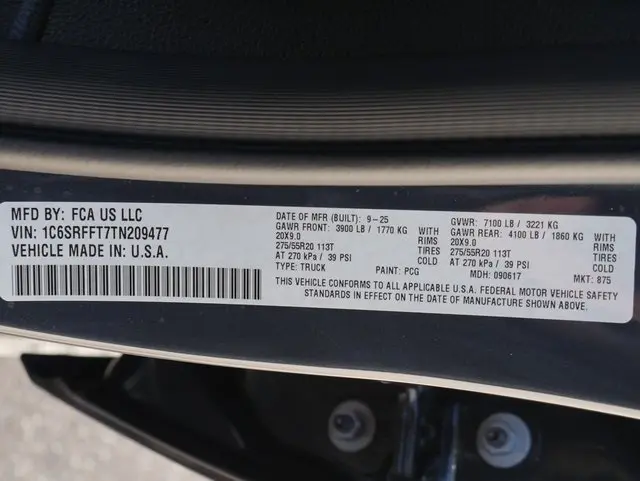 MFD BY: FCA US LLC
VIN: 1C6SRFFT7TN209477
VEHICLE MADE IN U.S.A.
DATE OF MFR (BUILT): 9-25 GVWR: 7100 LB / 3221 KG
GAWR FRONT: 3900 LB / 1770 KG WITH GAWR REAR: 4100 LB / 1860 KG WITH
20X9.0 RIMS 20X9.0 RIMS
275/55R20 113T TIRES 275/55R20 113T TIRES
AT 270 kPa / 39 PSI COLD AT 270 kPa / 39 PSI COLD
TYPE: TRUCK PAINT: PCG MDH: 090617 MKT: 875
THIS VEHICLE CONFORMS TO ALL APPLICABLE U.S.A. FEDERAL MOTOR VEHICLE SAFETY
STANDARDS IN EFFECT ON THE DATE OF MANUFACTURE SHOWN ABOVE.